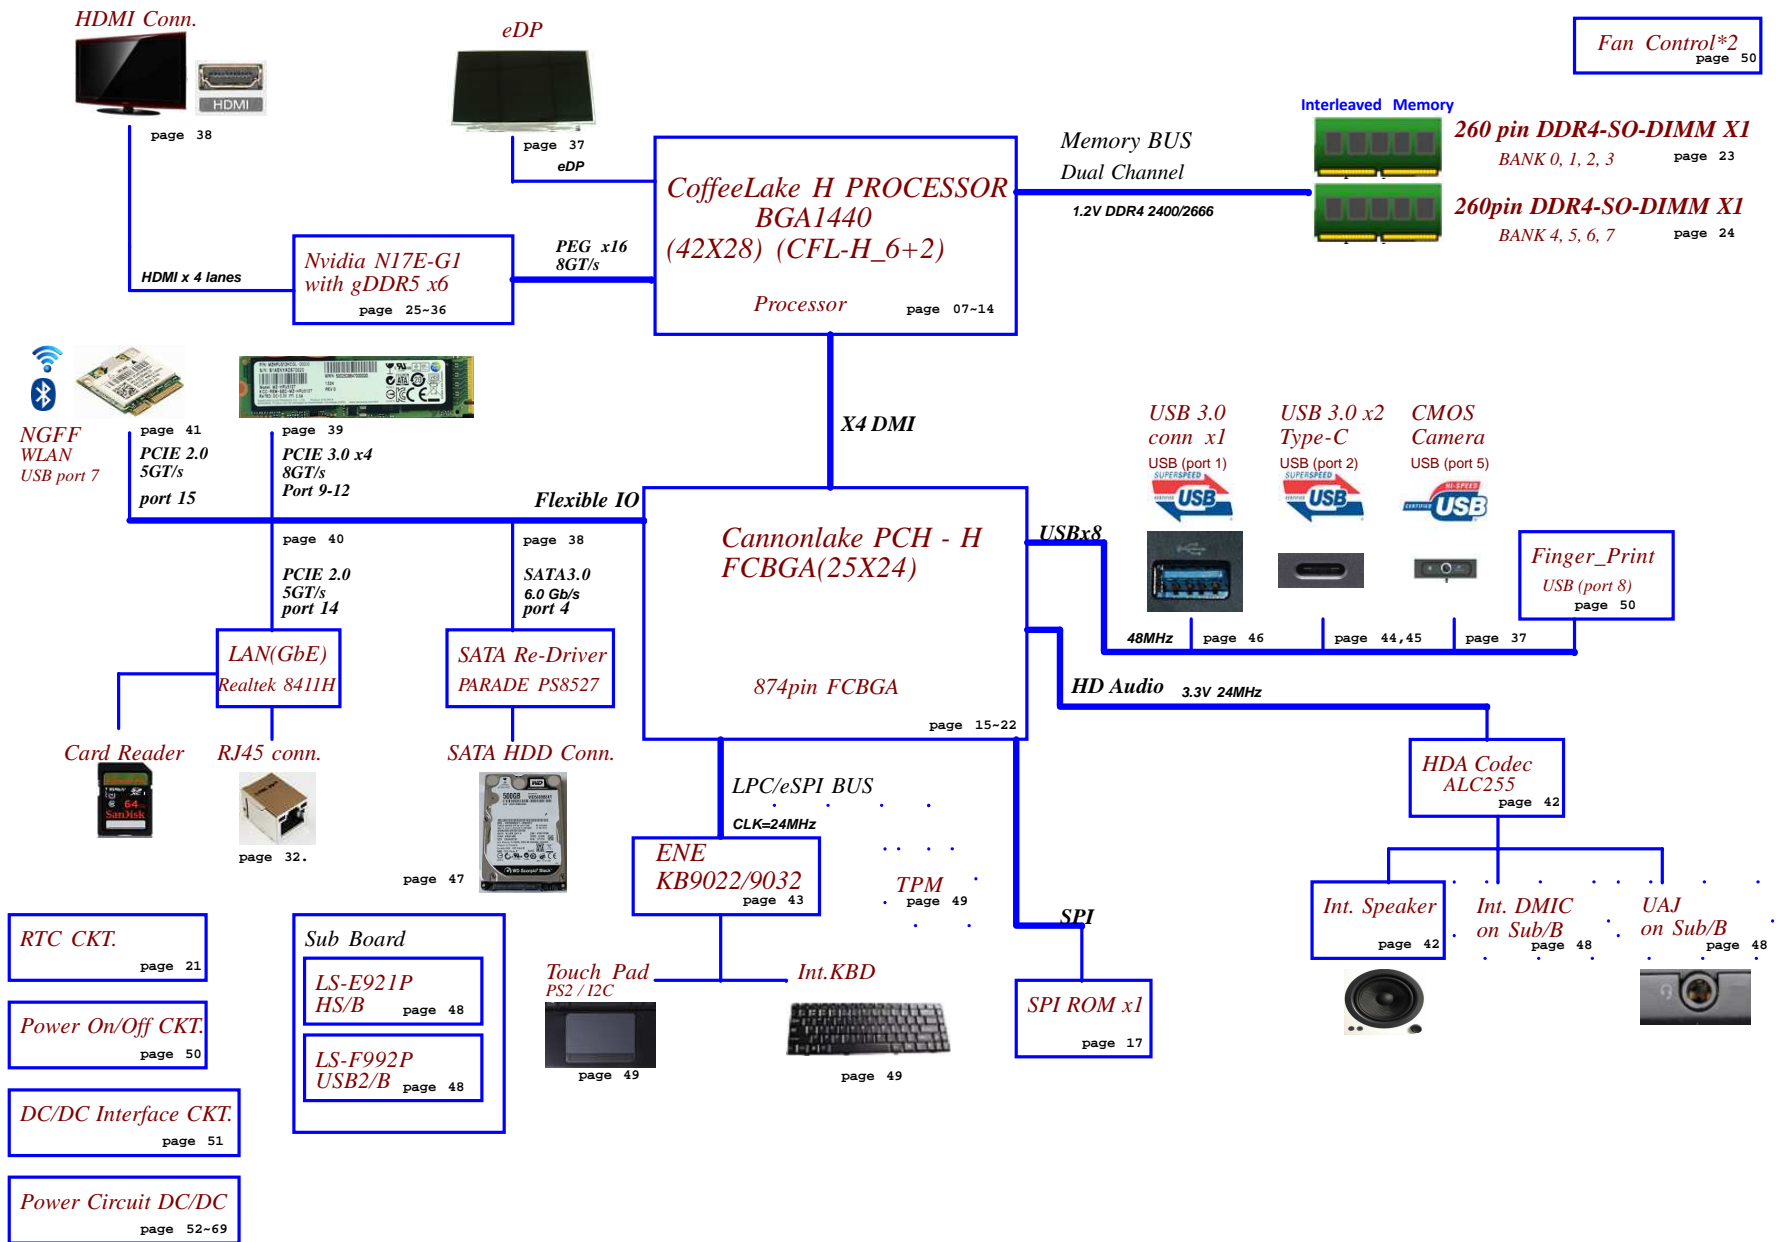 HDMI Conn.
HDMI
page 38
eDP
page 37
eDP
Fan Control*2
page 50
Interleaved Memory
260 pin DDR4-SO-DIMM X1
BANK 0, 1, 2, 3
page 23
260pin DDR4-SO-DIMM X1
BANK 4, 5, 6, 7
page 24
Memory BUS
Dual Channel
1.2V DDR4 2400/2666
CoffeeLake H PROCESSOR
BGA1440
(42X28) (CFL-H_6+2)
Processor
page 07~14
PEG x16
8GT/s
Nvidia N17E-G1
with gDDR5 x6
page 25~36
HDMI x 4 lanes
NGFF
WLAN
USB port 7
page 41
PCIE 2.0
5GT/s
port 15
page 39
PCIE 3.0 x4
8GT/s
Port 9-12
X4 DMI
Flexible IO
page 40
PCIE 2.0
5GT/s
port 14
page 38
SATA3.0
6.0 Gb/s
port 4
Cannonlake PCH - H
FCBGA(25X24)
874pin FCBGA
page 15~22
USB 3.0
conn x1
USB (port 1)
SUPERSPEED
CERTIFIED
USB
USB 3.0 x2
Type-C
USB (port 2)
SUPERSPEED
CERTIFIED
USB
CMOS
Camera
USB (port 5)
HI-SPEED
CERTIFIED
USB
USBx8
48MHz
page 46
page 44,45
page 37
Finger_Print
USB (port 8)
page 50
LAN(GbE)
Realtek 8411H
SATA Re-Driver
PARADE PS8527
HD Audio
3.3V 24MHz
Card Reader
64
SanDisk
RJ45 conn.
page 32.
SATA HDD Conn.
WD
500GB
page 47
LPC/eSPI BUS
CLK=24MHz
ENE
KB9022/9032
page 43
TPM
page 49
SPI
SPI ROM x1
page 17
HDA Codec
ALC255
page 42
Int. Speaker
page 42
Int. DMIC
on Sub/B
page 48
UAJ
on Sub/B
page 48
Touch Pad
PS2 / I2C
page 49
Int.KBD
page 49
RTC CKT.
page 21
Power On/Off CKT.
page 50
DC/DC Interface CKT.
page 51
Power Circuit DC/DC
page 52~69
Sub Board
LS-E921P
HS/B
page 48
LS-F992P
USB2/B
page 48